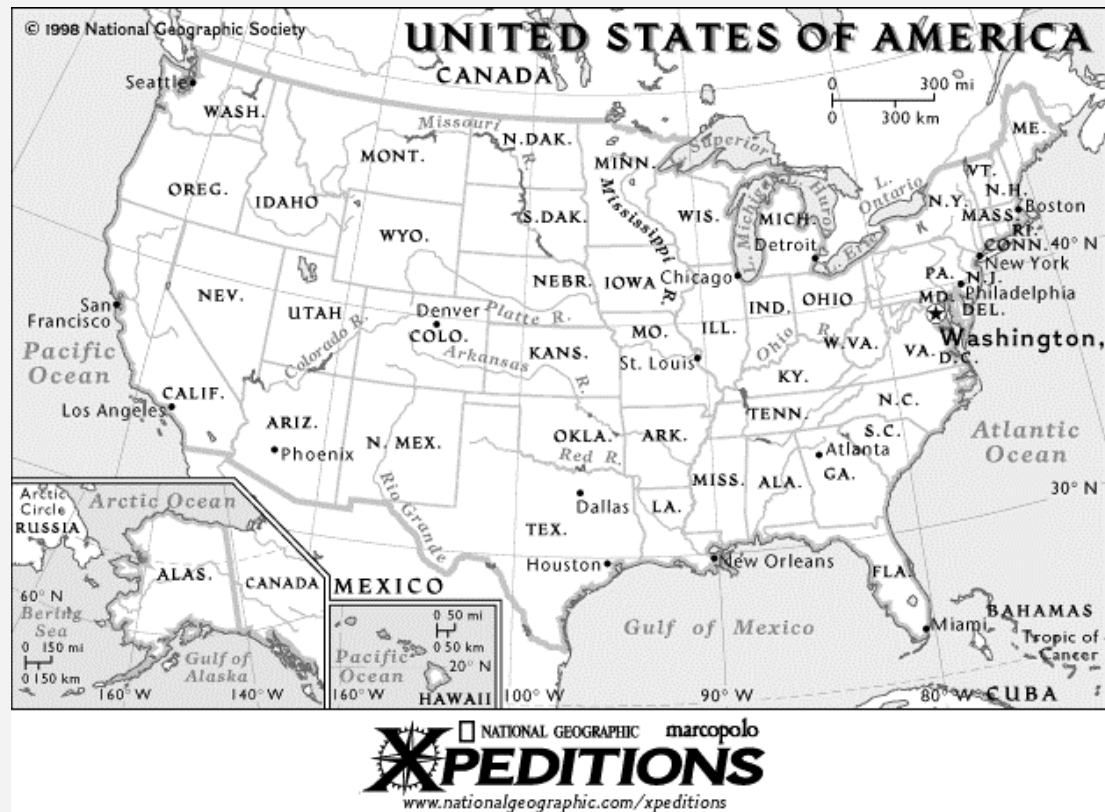 © 1998 National Geographic Society
UNITED STATES OF AMERICA
CANADA
Seattle
0 300 mi
0 300 km
WASH.
Missouri
R.
N.DAK.
MONT.
MINN.
Superior
ME.
VT.
N.H.
OREG.
IDAHO
S.DAK.
Mississippi R.
WIS.
L. Michigan
MICH.
Huron
L.
Ontario
N.Y.
MASS.
Boston
R.I.
CONN.
40° N
New York
WYO.
Detroit
L. Erie
NEBR.
IOWA
Chicago
PA.
N.J.
Philadelphia
NEV.
UTAH
Denver
Platte R.
IND.
OHIO
MD.
DEL.
San
Francisco
COLO.
Colorado R.
MO.
ILL.
Ohio
R.
W.VA.
Washington,
D.C.
VA.
Pacific
Ocean
Arkansas
R.
KANS.
St. Louis
KY.
CALIF.
Los Angeles
ARIZ.
Phoenix
N. MEX.
OKLA.
Red R.
ARK.
TENN.
N.C.
S.C.
Atlanta
GA.
Atlantic
Ocean
MISS.
ALA.
Dallas
LA.
30° N
Rio Grande
TEX.
Houston
New Orleans
FLA.
Arctic
Circle
Arctic Ocean
RUSSIA
ALAS.
CANADA
60° N
Bering
Sea
0 150 mi
0 150 km
Gulf of
Alaska
160° W
140° W
MEXICO
0 50 mi
0 50 km
Pacific
Ocean
20° N
HAWAII
160° W
100° W
Gulf of Mexico
90° W
Miami
BAHAMAS
Tropic of
Cancer
80° W
CUBA
NATIONAL GEOGRAPHIC marcopolo
XPEDITIONS
www.nationalgeographic.com/xpeditions